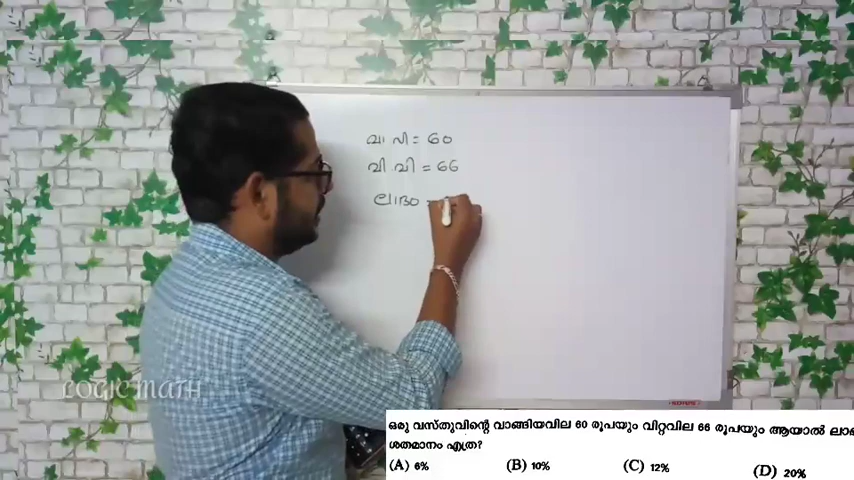 വാ വി = 60
വി വി = 66
ലാഭം =
LOGIC MATH
ഒരു വസ്തുവിന്റെ വാങ്ങിയവില 60 രൂപയും വിറ്റവില 66 രൂപയും ആയാൽ
ശതമാനം എത്ര?
(A) 6% (B) 10% (C) 12% (D) 20%